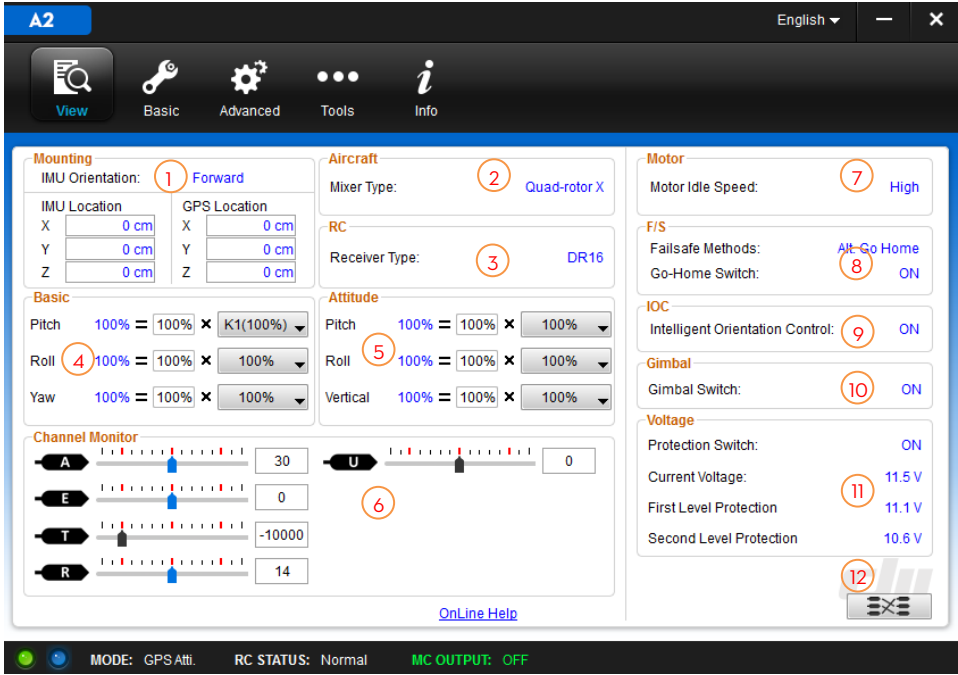 A2
English
View
Basic
Advanced
Tools
Info
Mounting
IMU Orientation: 1 Forward
IMU Location GPS Location
X 0 cm X 0 cm
Y 0 cm Y 0 cm
Z 0 cm Z 0 cm
Aircraft
Mixer Type: 2 Quad-rotor X
RC
Receiver Type: 3 DR16
Basic
Pitch 100% = 100% × K1(100%)
Roll 4 100% = 100% × 100%
Yaw 100% = 100% × 100%
Attitude
Pitch 100% = 100% × 100%
Roll 5 100% = 100% × 100%
Vertical 100% = 100% × 100%
Channel Monitor
A 30
E 0
T -10000
R 14
U 0
6
OnLine Help
Motor
Motor Idle Speed: 7 High
F/S
Failsafe Methods: Alt. Go Home
Go-Home Switch: 8 ON
IOC
Intelligent Orientation Control: 9 ON
Gimbal
Gimbal Switch: 10 ON
Voltage
Protection Switch: ON
Current Voltage: 11.5 V
11
First Level Protection 11.1 V
Second Level Protection 10.6 V
12
MODE: GPS Atti. RC STATUS: Normal MC OUTPUT: OFF